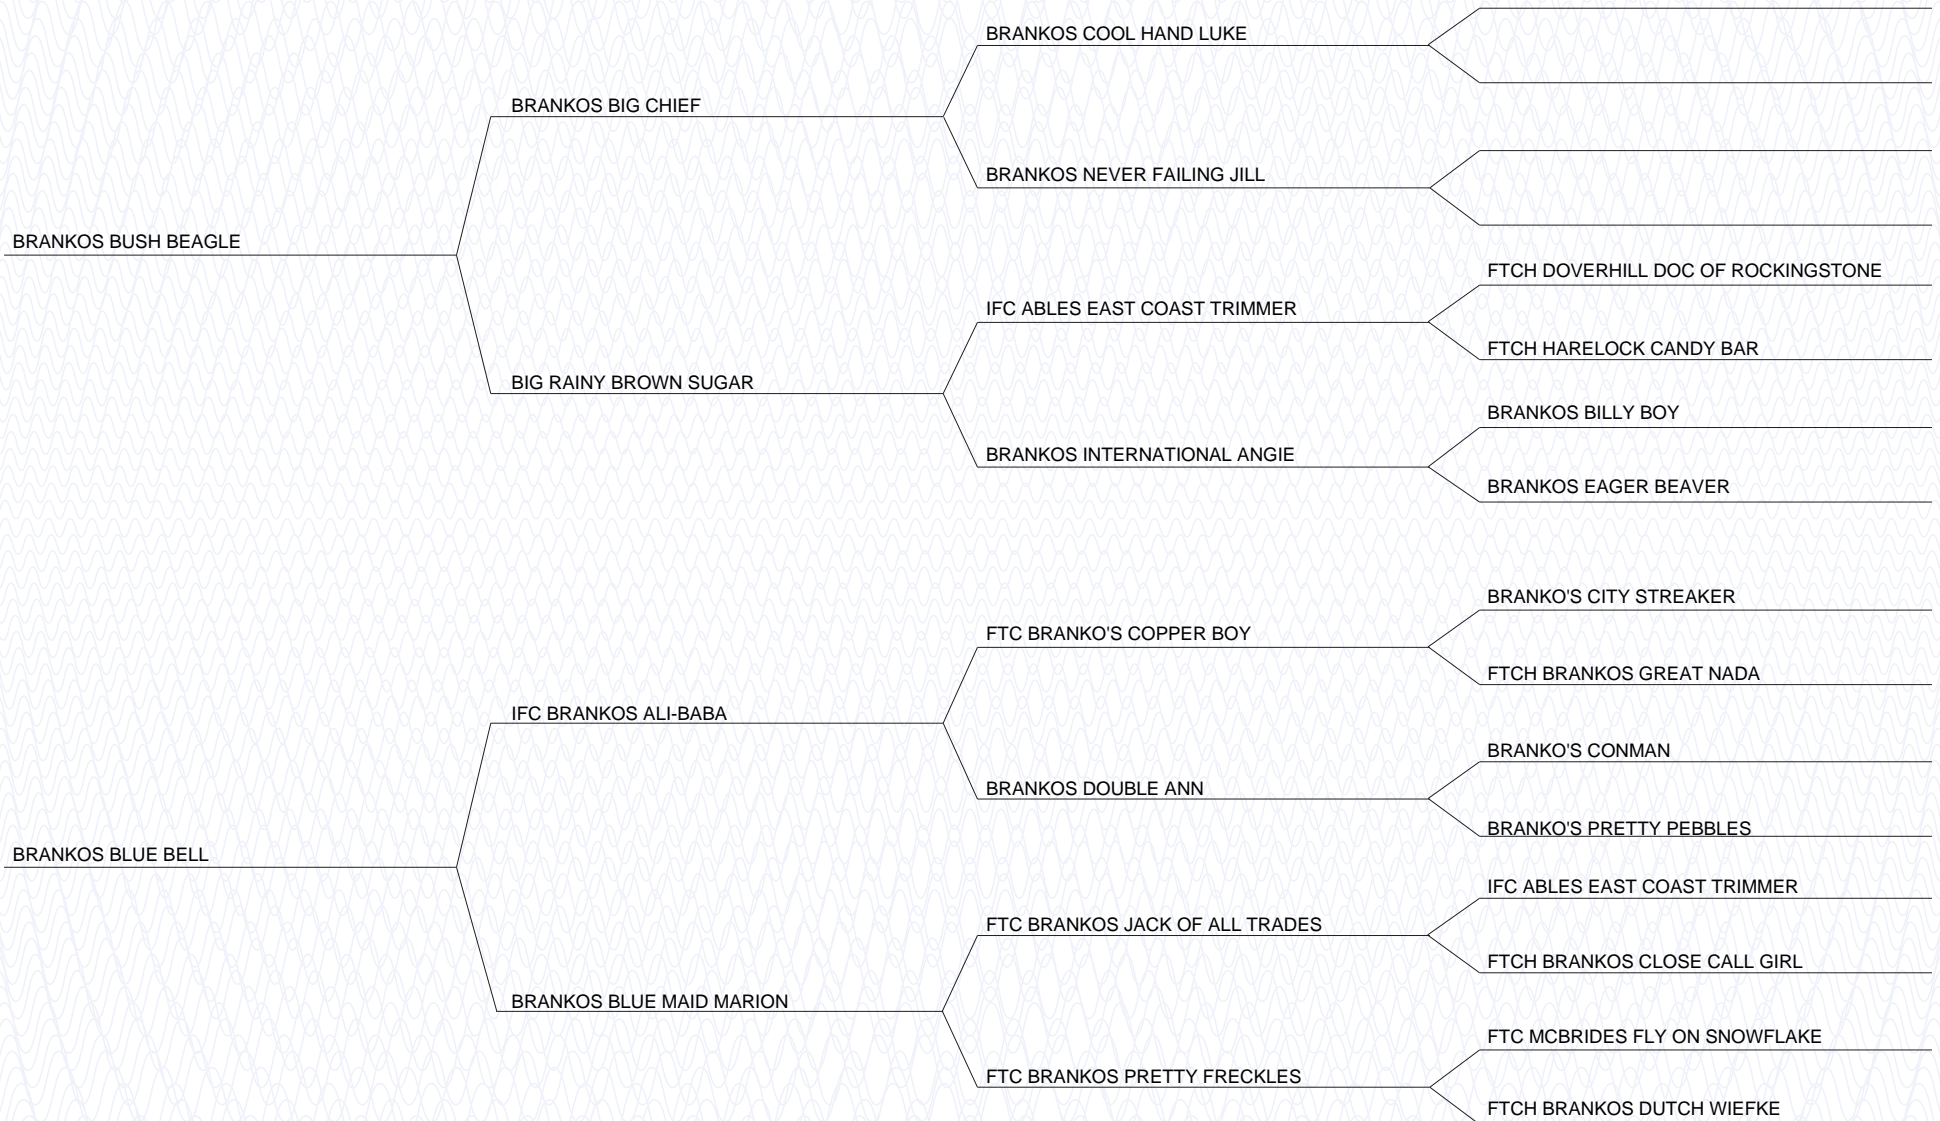 BRANKOS COOL HAND LUKE
BRANKOS BIG CHIEF
BRANKOS NEVER FAILING JILL
BRANKOS BUSH BEAGLE
FTCH DOVERHILL DOC OF ROCKINGSTONE
IFC ABLES EAST COAST TRIMMER
FTCH HARELOCK CANDY BAR
BIG RAINY BROWN SUGAR
BRANKOS BILLY BOY
BRANKOS INTERNATIONAL ANGIE
BRANKOS EAGER BEAVER
BRANKO'S CITY STREAKER
FTC BRANKO'S COPPER BOY
FTCH BRANKOS GREAT NADA
IFC BRANKOS ALI-BABA
BRANKO'S CONMAN
BRANKOS DOUBLE ANN
BRANKO'S PRETTY PEBBLES
BRANKOS BLUE BELL
IFC ABLES EAST COAST TRIMMER
FTC BRANKOS JACK OF ALL TRADES
FTCH BRANKOS CLOSE CALL GIRL
BRANKOS BLUE MAID MARION
FTC MCBRIDES FLY ON SNOWFLAKE
FTC BRANKOS PRETTY FRECKLES
FTCH BRANKOS DUTCH WIEFKE